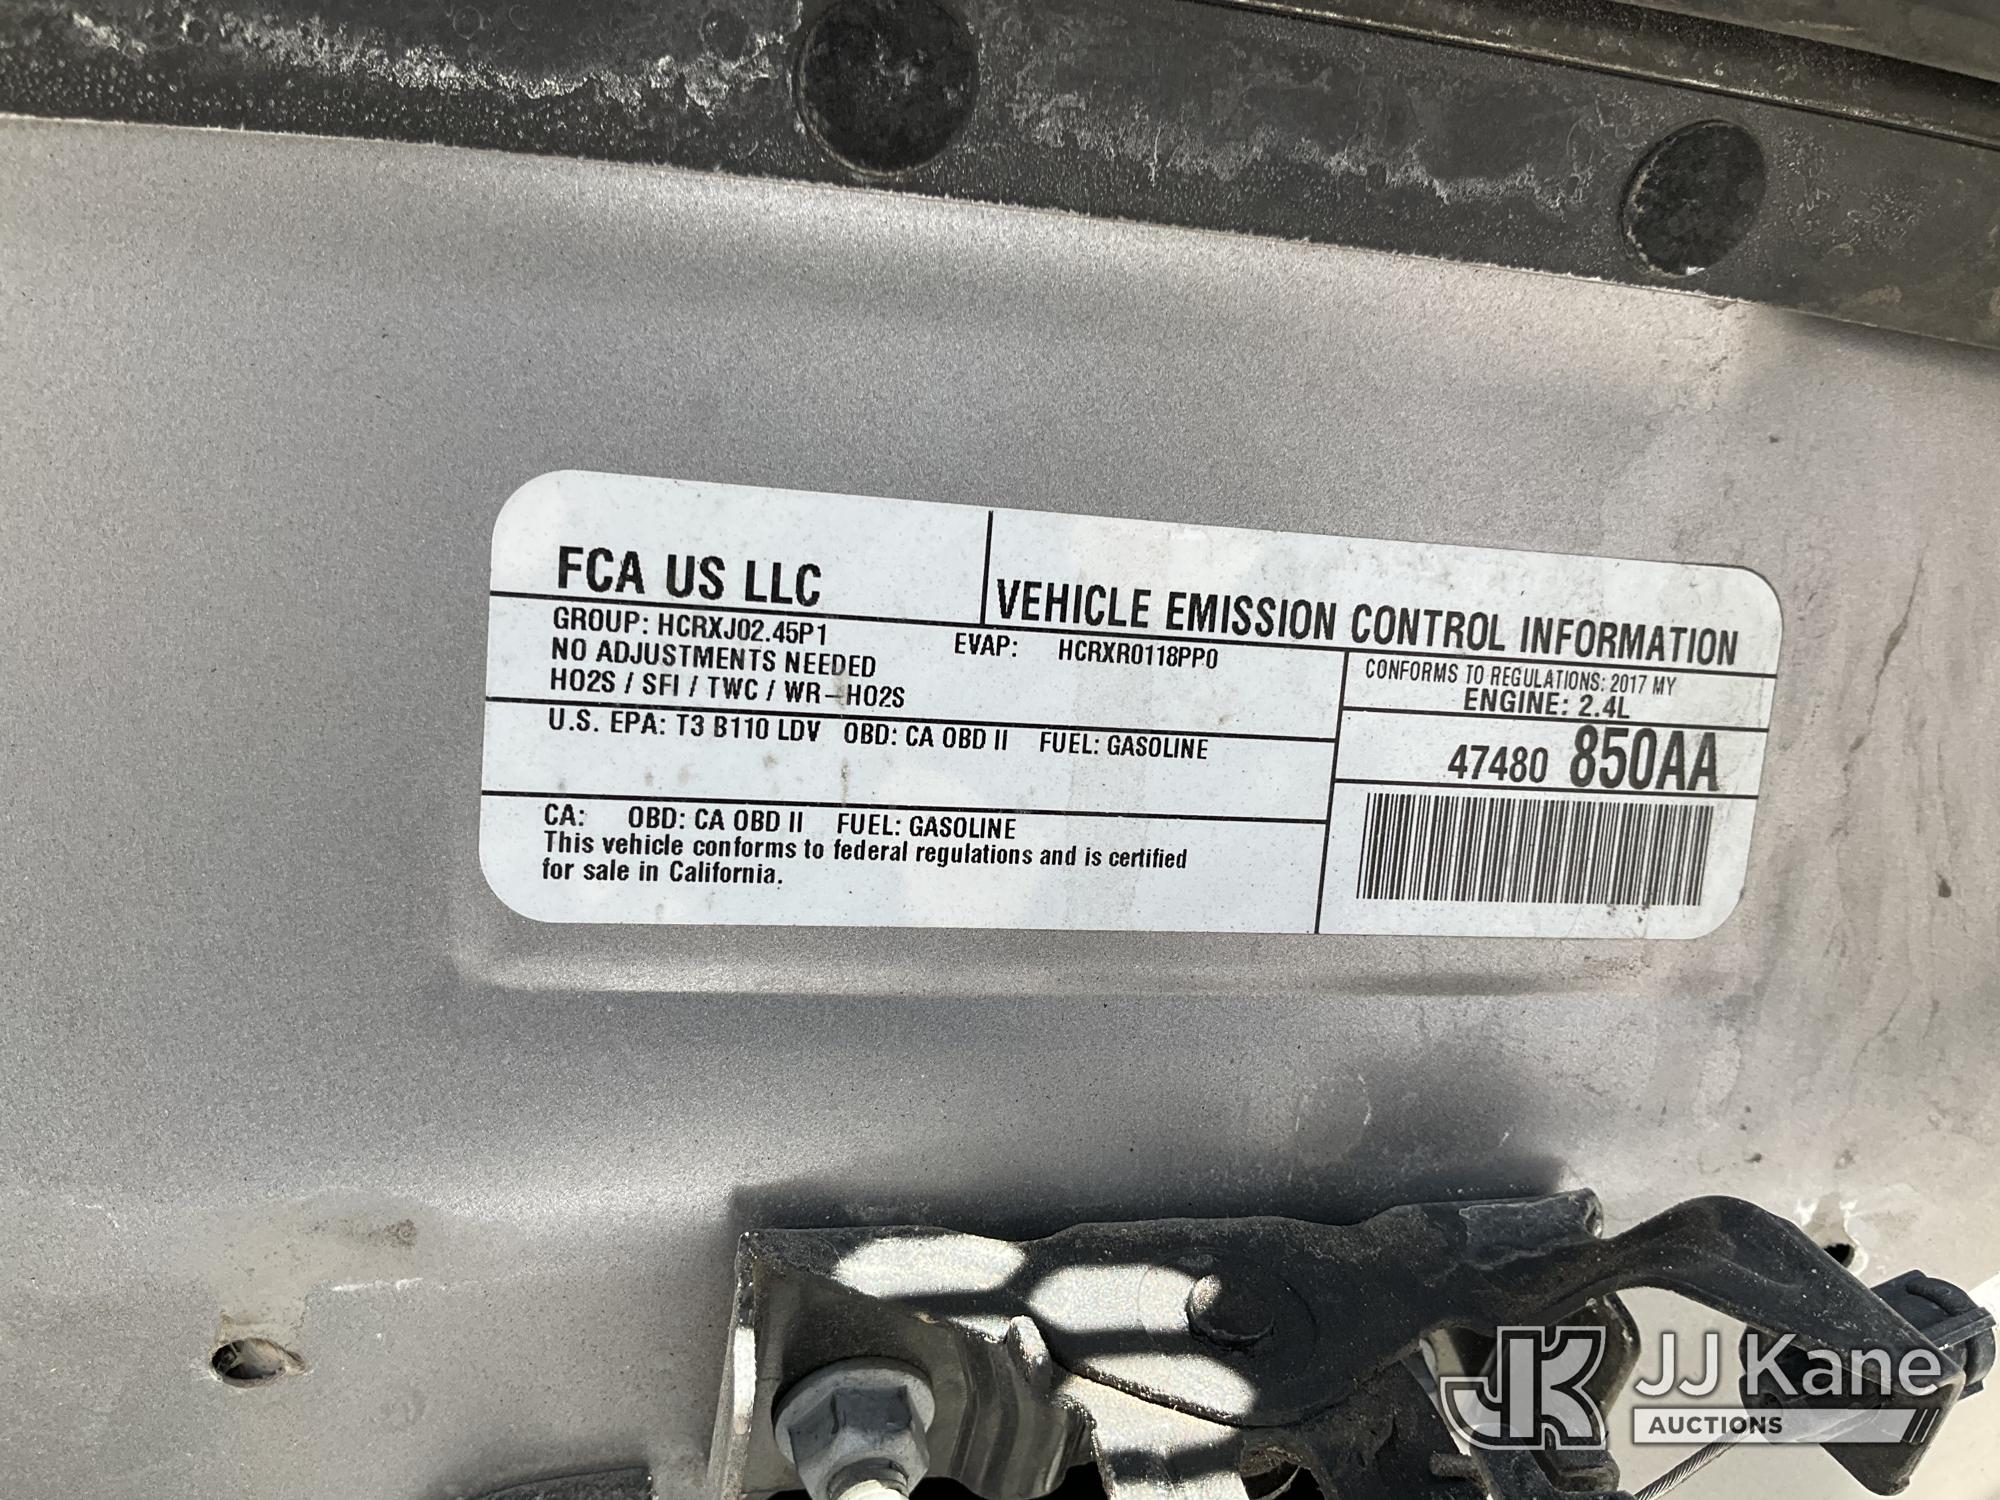 FCA US LLC
VEHICLE EMISSION CONTROL INFORMATION
GROUP: HCRXJ02.45P1
EVAP: HCRXR0118PP0
NO ADJUSTMENTS NEEDED
HO2S / SFI / TWC / WR-HO2S
CONFORMS TO REGULATIONS: 2017 MY
ENGINE: 2.4L
U.S. EPA: T3 B110 LDV OBD: CA OBD II FUEL: GASOLINE
47480 850AA
CA: OBD: CA OBD II FUEL: GASOLINE
This vehicle conforms to federal regulations and is certified
for sale in California.
JK JJ Kane
AUCTIONS